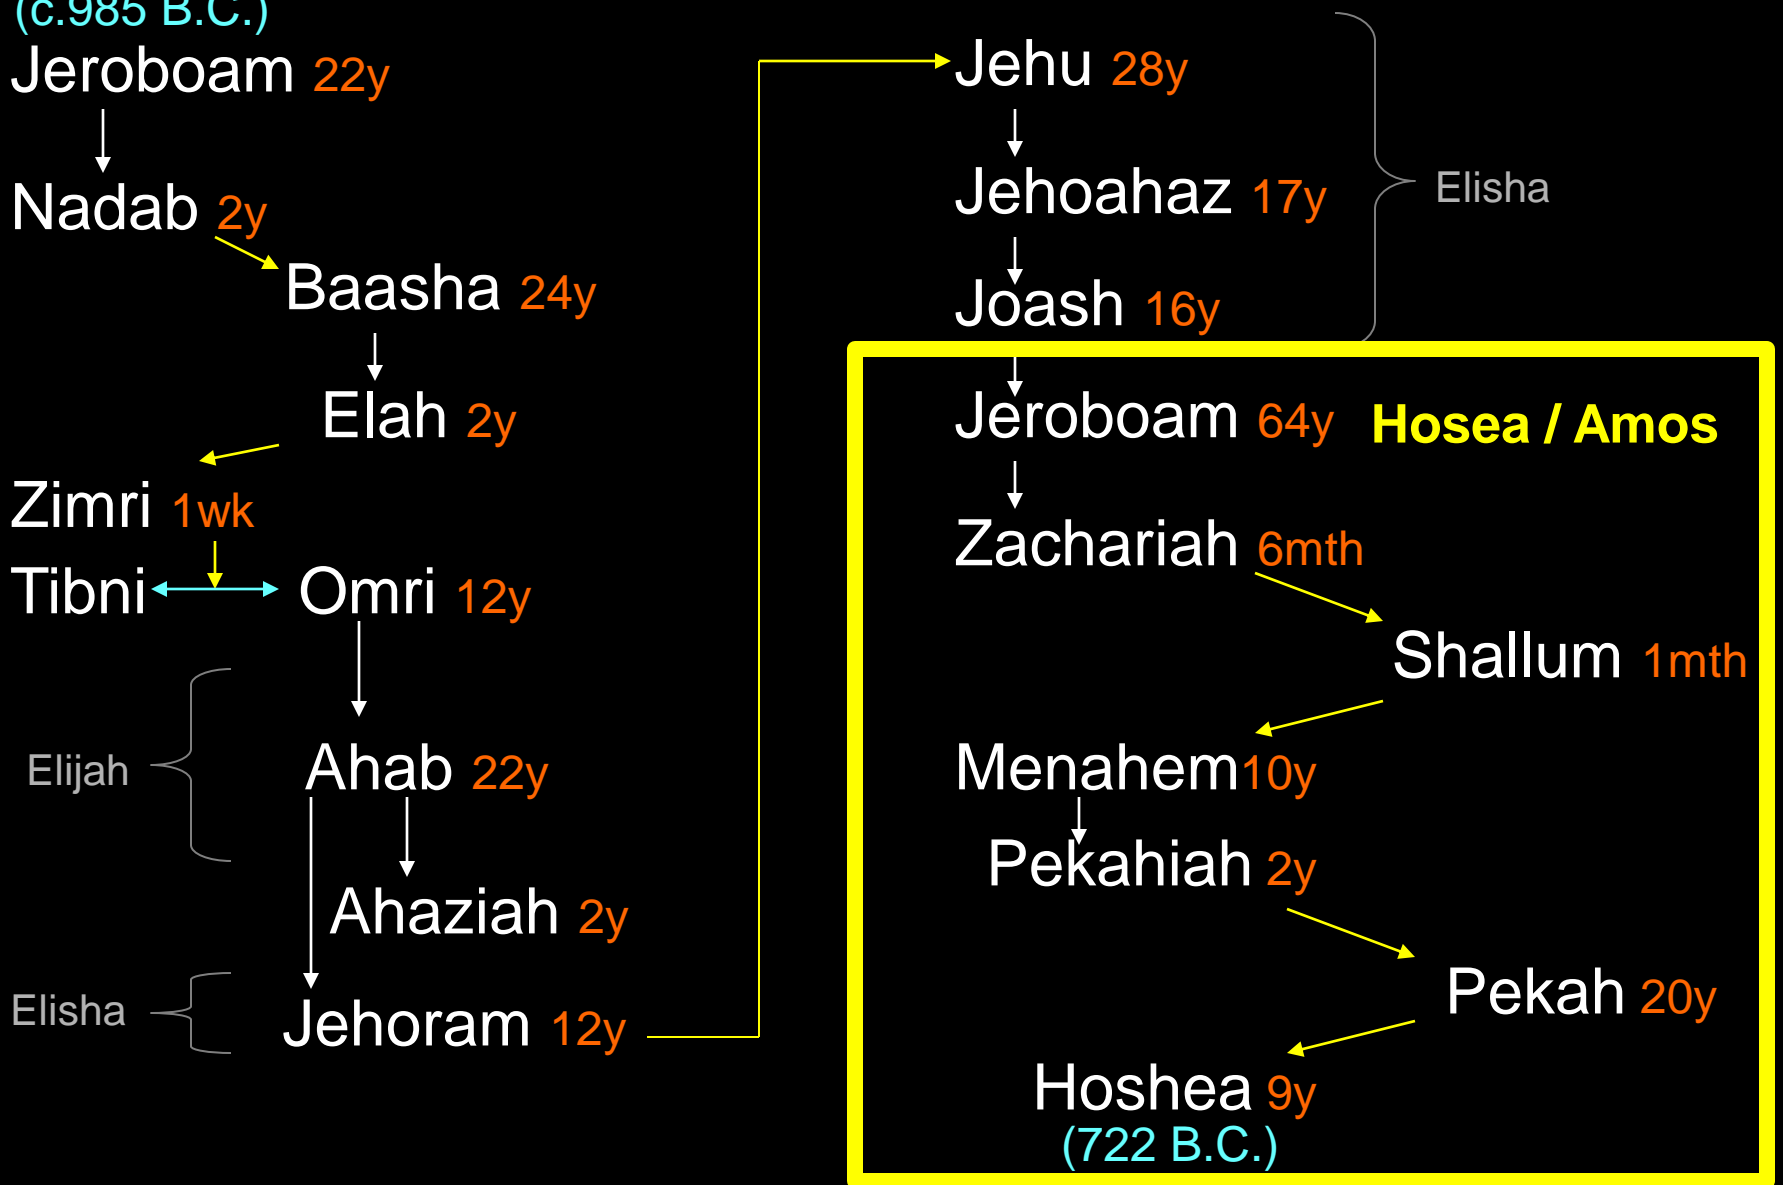 (c.985 B.C.)
Jeroboam 22y
Nadab 2y
Baasha 24y
Elah 2y
Zimri 1wk
Tibni Omri 12y
Elijah
Ahab 22y
Ahaziah 2y
Elisha
Jehoram 12y
Jehu 28y
Jehoahaz 17y
Elisha
Joash 16y
Jeroboam 64y Hosea / Amos
Zachariah 6mth
Shallum 1mth
Menahem 10y
Pekahiah 2y
Pekah 20y
Hoshea 9y
(722 B.C.)